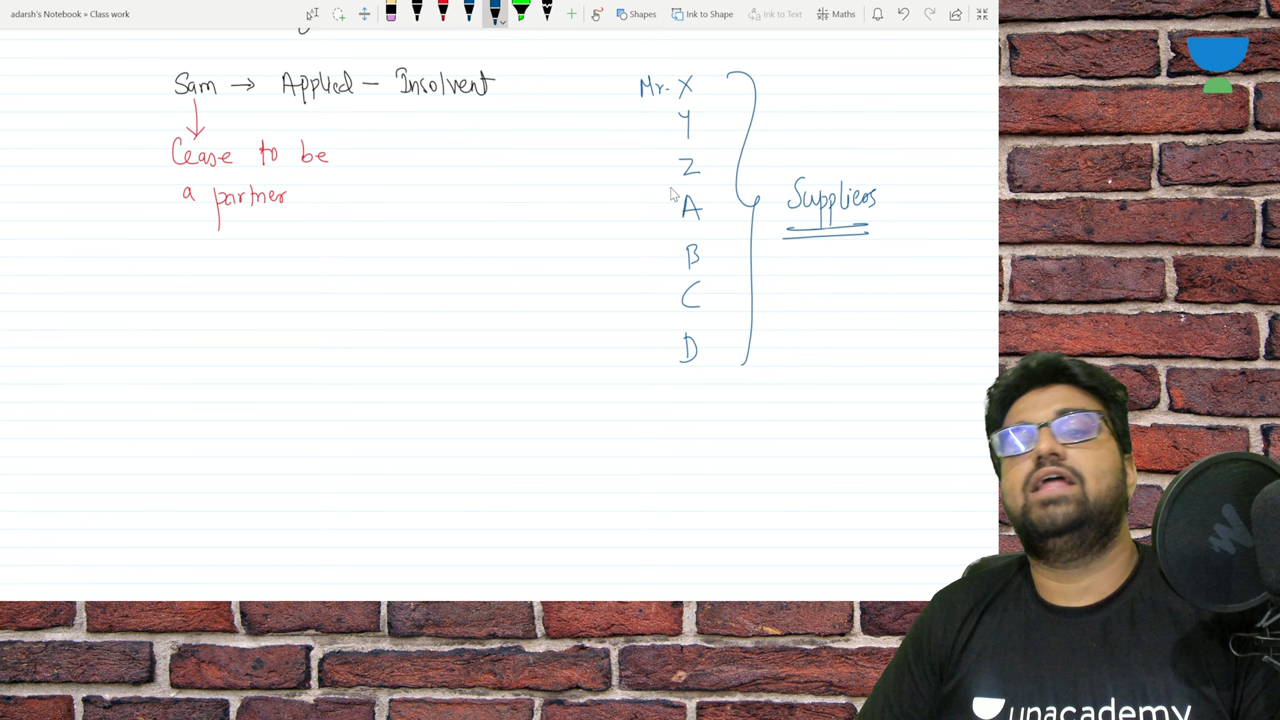 adarsh's Notebook » Class work
Shapes
Ink to Shape
Ink to Text
Maths
Sam → Applied - Insolvent
Cease to be
a partner
Mr. X
Y
Z
A
B
C
D
Suppliers
unacademy